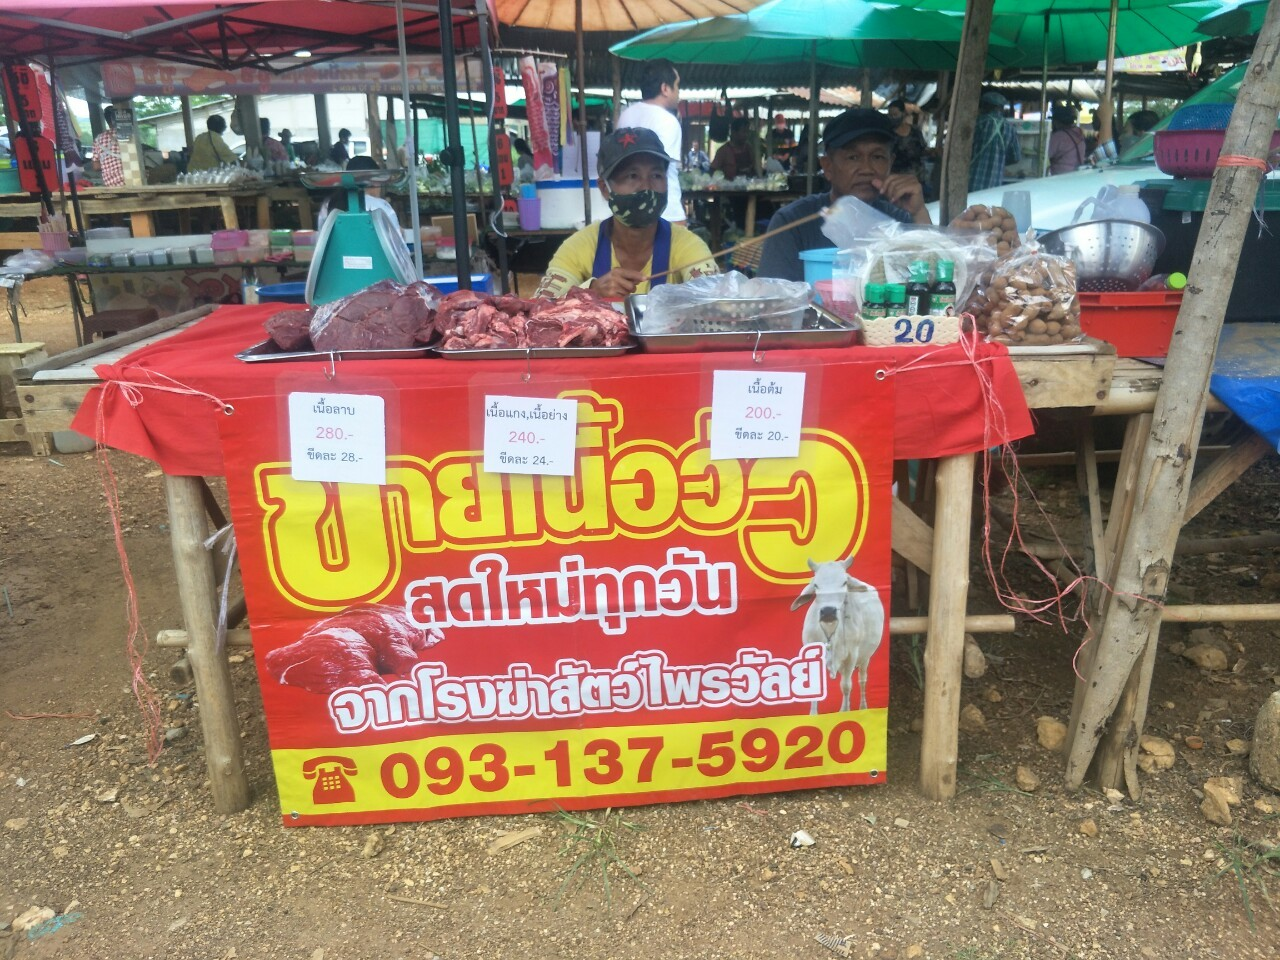 20
เนื้อลาบ
280.-
ขีดละ 28.-
เนื้อแกง,เนื้อย่าง
240.-
ขีดละ 24.-
เนื้อต้ม
200.-
ขีดละ 20.-
ขายเนื้อวัว
สดใหม่ทุกวัน
จากโรงฆ่าสัตว์ไพรวัลย์
093-137-5920